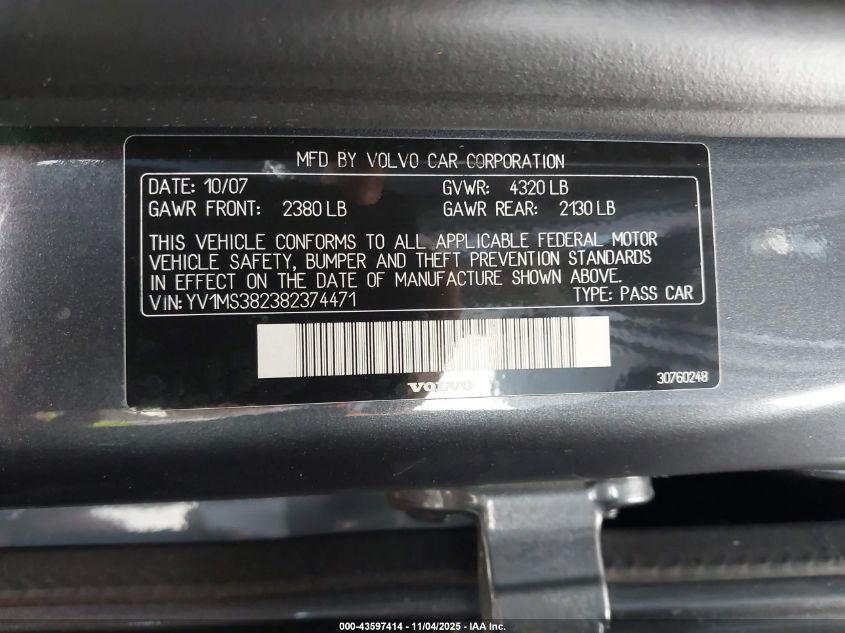 MFD BY VOLVO CAR CORPORATION
DATE: 10/07 GVWR: 4320 LB
GAWR FRONT: 2380 LB GAWR REAR: 2130 LB
THIS VEHICLE CONFORMS TO ALL APPLICABLE FEDERAL MOTOR
VEHICLE SAFETY, BUMPER AND THEFT PREVENTION STANDARDS
IN EFFECT ON THE DATE OF MANUFACTURE SHOWN ABOVE.
VIN: YV1MS382382374471 TYPE: PASS CAR
VOLVO 30760248
000-43597414 - 11/04/2025 - IAA Inc.